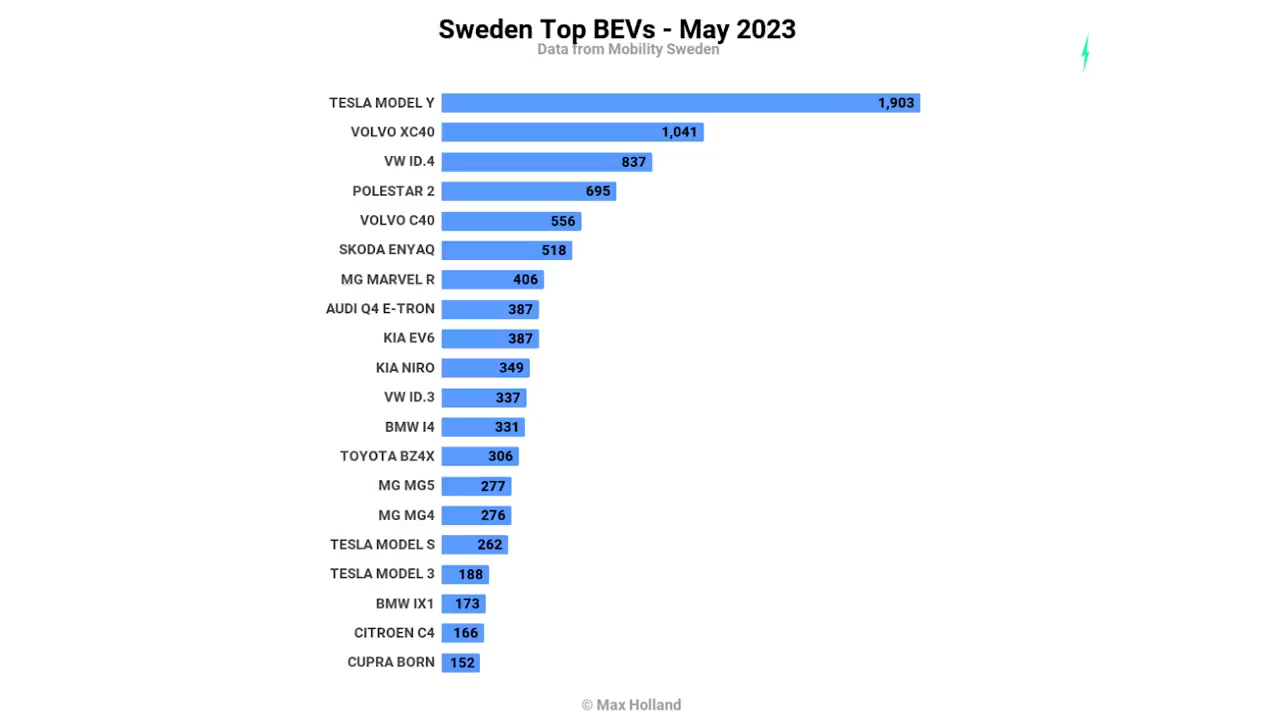 Sweden Top BEVs - May 2023
Data from Mobility Sweden
TESLA MODEL Y 1,903
VOLVO XC40 1,041
VW ID.4 837
POLESTAR 2 695
VOLVO C40 556
SKODA ENYAQ 518
MG MARVEL R 406
AUDI Q4 E-TRON 387
KIA EV6 387
KIA NIRO 349
VW ID.3 337
BMW I4 331
TOYOTA BZ4X 306
MG MG5 277
MG MG4 276
TESLA MODEL S 262
TESLA MODEL 3 188
BMW IX1 173
CITROEN C4 166
CUPRA BORN 152
© Max Holland